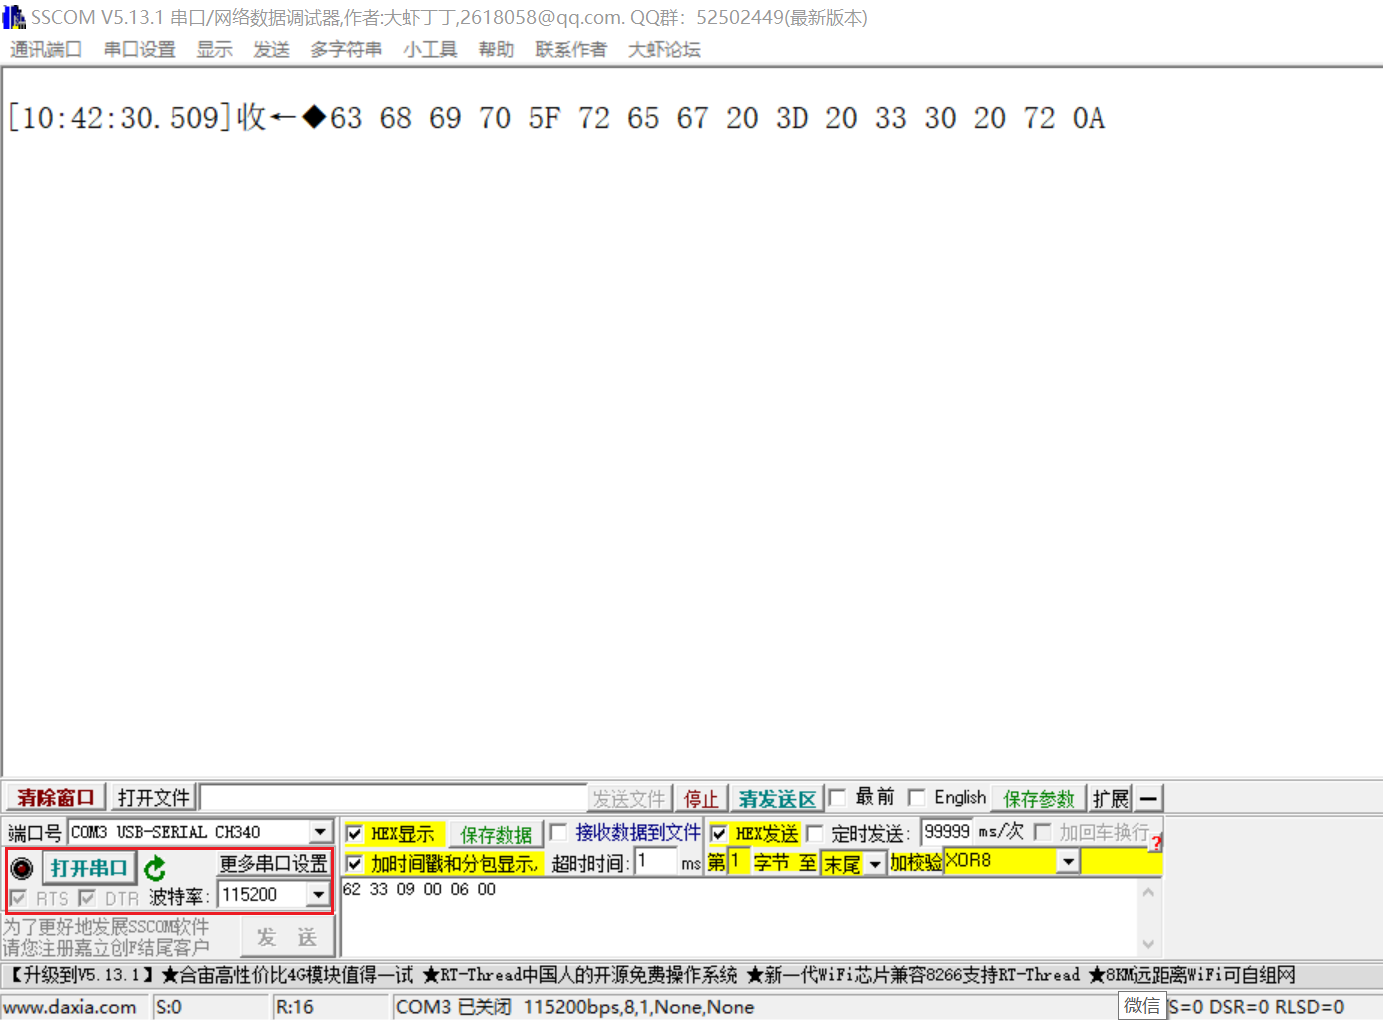 SSCOM V5.13.1 串口/网络数据调试器,作者:大虾丁丁,2618058@qq.com. QQ群: 52502449(最新版本)
通讯端口 串口设置 显示 发送 多字符串 小工具 帮助 联系作者 大虾论坛
[10:42:30.509]收←◆63 68 69 70 5F 72 65 67 20 3D 20 33 30 20 72 0A
清除窗口 打开文件 发送文件 停止 清发送区 最前 English 保存参数 扩展 —
端口号 COM3 USB-SERIAL CH340 HEX显示 保存数据 接收数据到文件 HEX发送 定时发送: 99999 ms/次 加回车换行 ?
打开串口 更多串口设置 加时间戳和分包显示, 超时时间: 1 ms 第 1 字节 至 末尾 加校验 XOR8
RTS DTR 波特率: 115200 62 33 09 00 06 00
为了更好地发展SSCOM软件
请您注册嘉立创F结尾客户
发 送
【升级到V5.13.1】★合宙高性价比4G模块值得一试 ★RT-Thread中国人的开源免费操作系统 ★新一代WiFi芯片兼容8266支持RT-Thread ★8KM远距离WiFi可自组网
www.daxia.com S:0 R:16 COM3 已关闭 115200bps,8,1,None,None 微信 S=0 DSR=0 RLSD=0